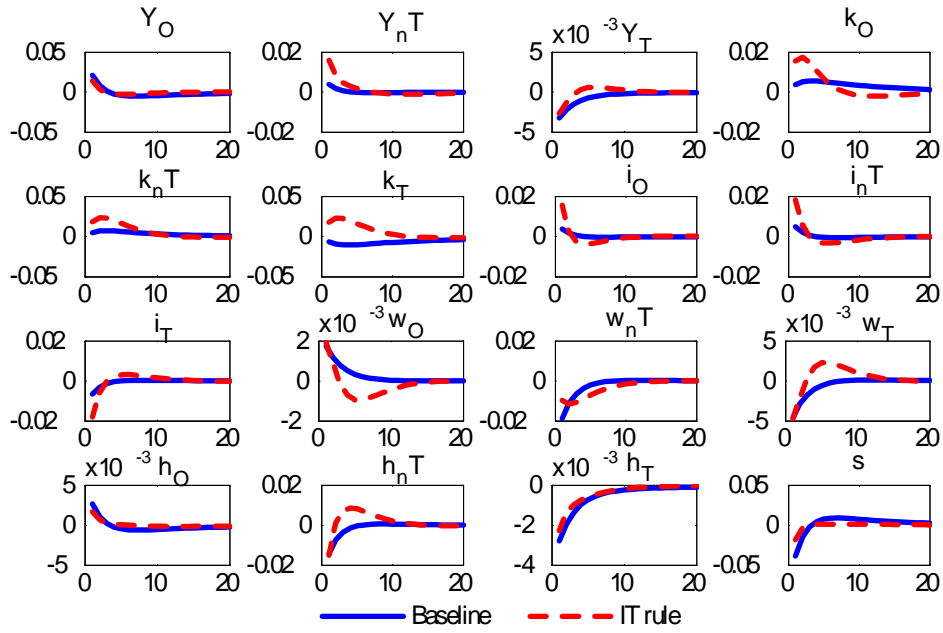 Y_O Y_nT x10^-3 Y_T k_O
0.05 0.02 5 0.02
0 0 0 0
-0.05 -0.02 -5 -0.02
0 10 20 0 10 20 0 10 20 0 10 20
k_nT k_T i_O i_nT
0.05 0.05 0.02 0.02
0 0 0 0
-0.05 -0.05 -0.02 -0.02
0 10 20 0 10 20 0 10 20 0 10 20
i_T x10^-3 w_O w_nT x10^-3 w_T
0.02 2 0.02 5
0 0 0 0
-0.02 -2 -0.02 -5
0 10 20 0 10 20 0 10 20 0 10 20
x10^-3 h_O h_nT x10^-3 h_T s
5 0.02 0 0.05
0 0 -2 0
-5 -0.02 -4 -0.05
0 10 20 0 10 20 0 10 20 0 10 20
Baseline IT rule